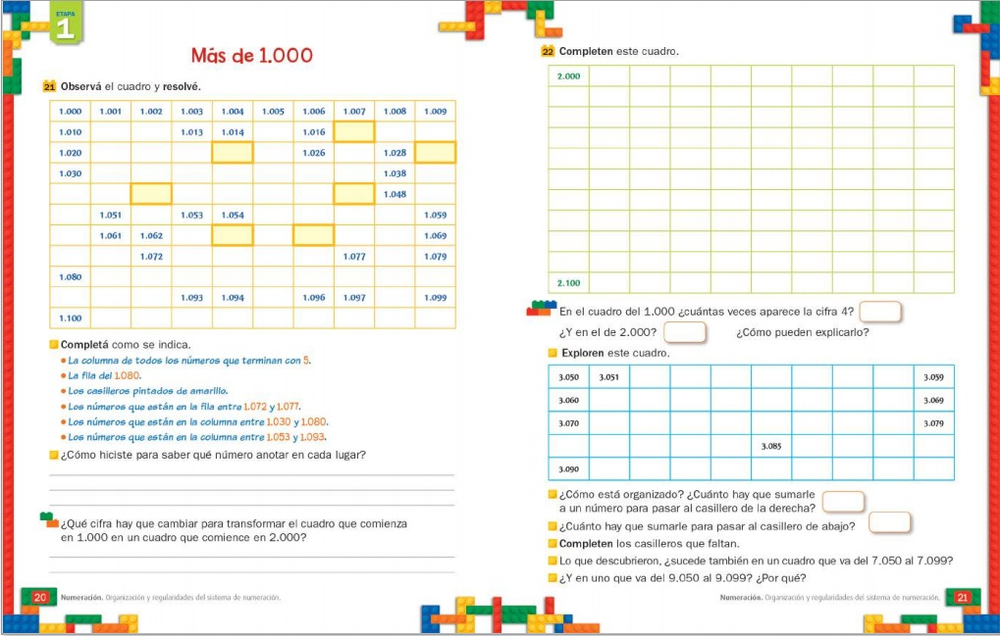 ETAPA
1
Más de 1.000
21 Observá el cuadro y resolvé.
1.000 1.001 1.002 1.003 1.004 1.005 1.006 1.007 1.008 1.009
1.010 1.013 1.014 1.016
1.020 1.026 1.028
1.030 1.038
1.048
1.051 1.053 1.054 1.059
1.061 1.062 1.069
1.072 1.077 1.079
1.080
1.093 1.094 1.096 1.097 1.099
1.100
Completá como se indica.
• La columna de todos los números que terminan con 5.
• La fila del 1.080.
• Los casilleros pintados de amarillo.
• Los números que están en la fila entre 1.072 y 1.077.
• Los números que están en la columna entre 1.030 y 1.080.
• Los números que están en la columna entre 1.053 y 1.093.
¿Cómo hiciste para saber qué número anotar en cada lugar?
¿Qué cifra hay que cambiar para transformar el cuadro que comienza
en 1.000 en un cuadro que comience en 2.000?
20 Numeración. Organización y regularidades del sistema de numeración.
22 Completen este cuadro.
2.000
2.100
En el cuadro del 1.000 ¿cuántas veces aparece la cifra 4?
¿Y en el de 2.000? ¿Cómo pueden explicarlo?
Exploren este cuadro.
3.050 3.051 3.059
3.060 3.069
3.070 3.079
3.085
3.090
¿Cómo está organizado? ¿Cuánto hay que sumarle
a un número para pasar al casillero de la derecha?
¿Cuánto hay que sumarle para pasar al casillero de abajo?
Completen los casilleros que faltan.
Lo que descubrieron, ¿sucede también en un cuadro que va del 7.050 al 7.099?
¿Y en uno que va del 9.050 al 9.099? ¿Por qué?
Numeración. Organización y regularidades del sistema de numeración. 21